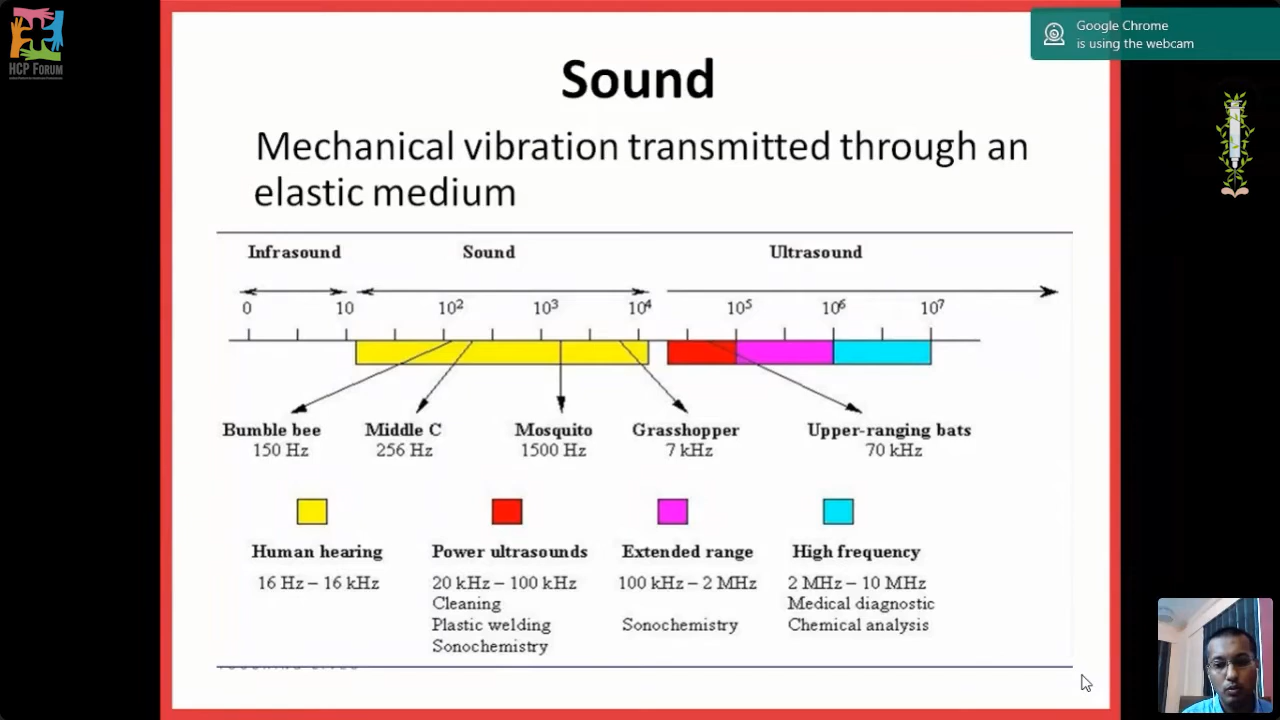 HCP Forum
Google Chrome
is using the webcam
Sound
Mechanical vibration transmitted through an
elastic medium
Infrasound Sound Ultrasound
0 10 10² 10³ 10⁴ 10⁵ 10⁶ 10⁷
Bumble bee Middle C Mosquito Grasshopper Upper-ranging bats
150 Hz 256 Hz 1500 Hz 7 kHz 70 kHz
Human hearing Power ultrasounds Extended range High frequency
16 Hz – 16 kHz 20 kHz – 100 kHz 100 kHz – 2 MHz 2 MHz – 10 MHz
Cleaning Medical diagnostic
Plastic welding Sonochemistry Chemical analysis
Sonochemistry